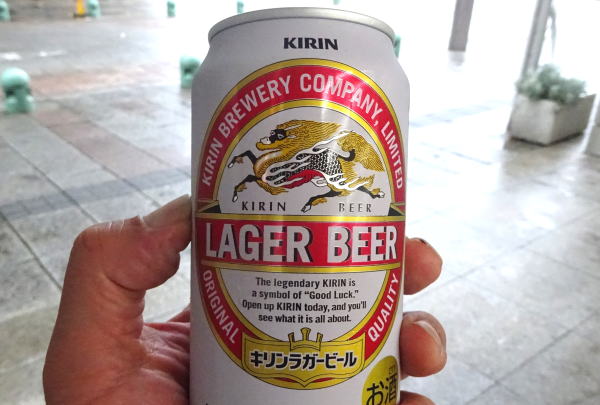 KIRIN
KIRIN BREWERY COMPANY, LIMITED
KIRIN BEER
LAGER BEER
The legendary KIRIN is
a symbol of "Good Luck."
Open up KIRIN today, and you'll
see what it is all about.
ORIGINAL QUALITY
キリンラガービール
お酒